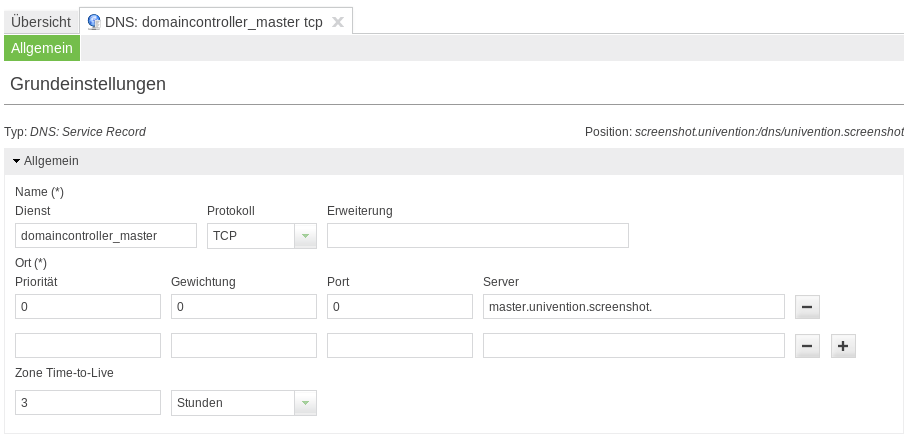 Übersicht DNS: domaincontroller_master tcp
Allgemein
Grundeinstellungen
Typ: DNS: Service Record Position: screenshot.univention:/dns/univention.screenshot
Allgemein
Name (*)
Dienst Protokoll Erweiterung
domaincontroller_master TCP
Ort (*)
Priorität Gewichtung Port Server
0 0 0 master.univention.screenshot.
Zone Time-to-Live
3 Stunden